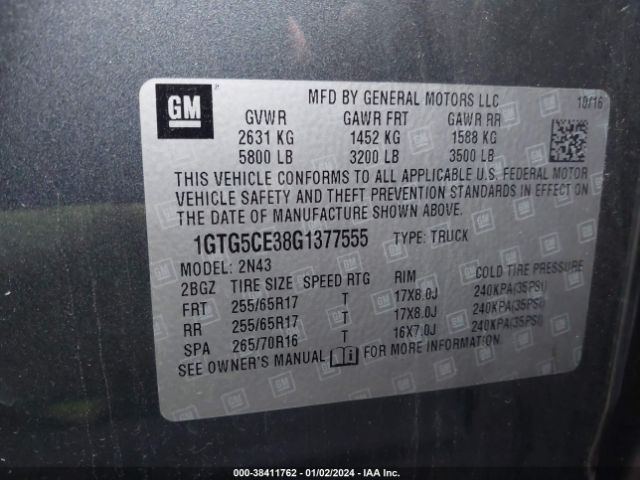 GM
MFD BY GENERAL MOTORS LLC 10/16
GVWR GAWR FRT GAWR RR
2631 KG 1452 KG 1588 KG
5800 LB 3200 LB 3500 LB
THIS VEHICLE CONFORMS TO ALL APPLICABLE U.S. FEDERAL MOTOR
VEHICLE SAFETY AND THEFT PREVENTION STANDARDS IN EFFECT ON
THE DATE OF MANUFACTURE SHOWN ABOVE.
1GTG5CE38G1377555 TYPE: TRUCK
MODEL: 2N43
2BGZ TIRE SIZE SPEED RTG RIM COLD TIRE PRESSURE
FRT 255/65R17 T 17X8.0J 240KPA(35PSI)
RR 255/65R17 T 17X8.0J 240KPA(35PSI)
SPA 265/70R16 T 16X7.0J 240KPA(35PSI)
SEE OWNER'S MANUAL FOR MORE INFORMATION
000-38411762 - 01/02/2024 - IAA Inc.